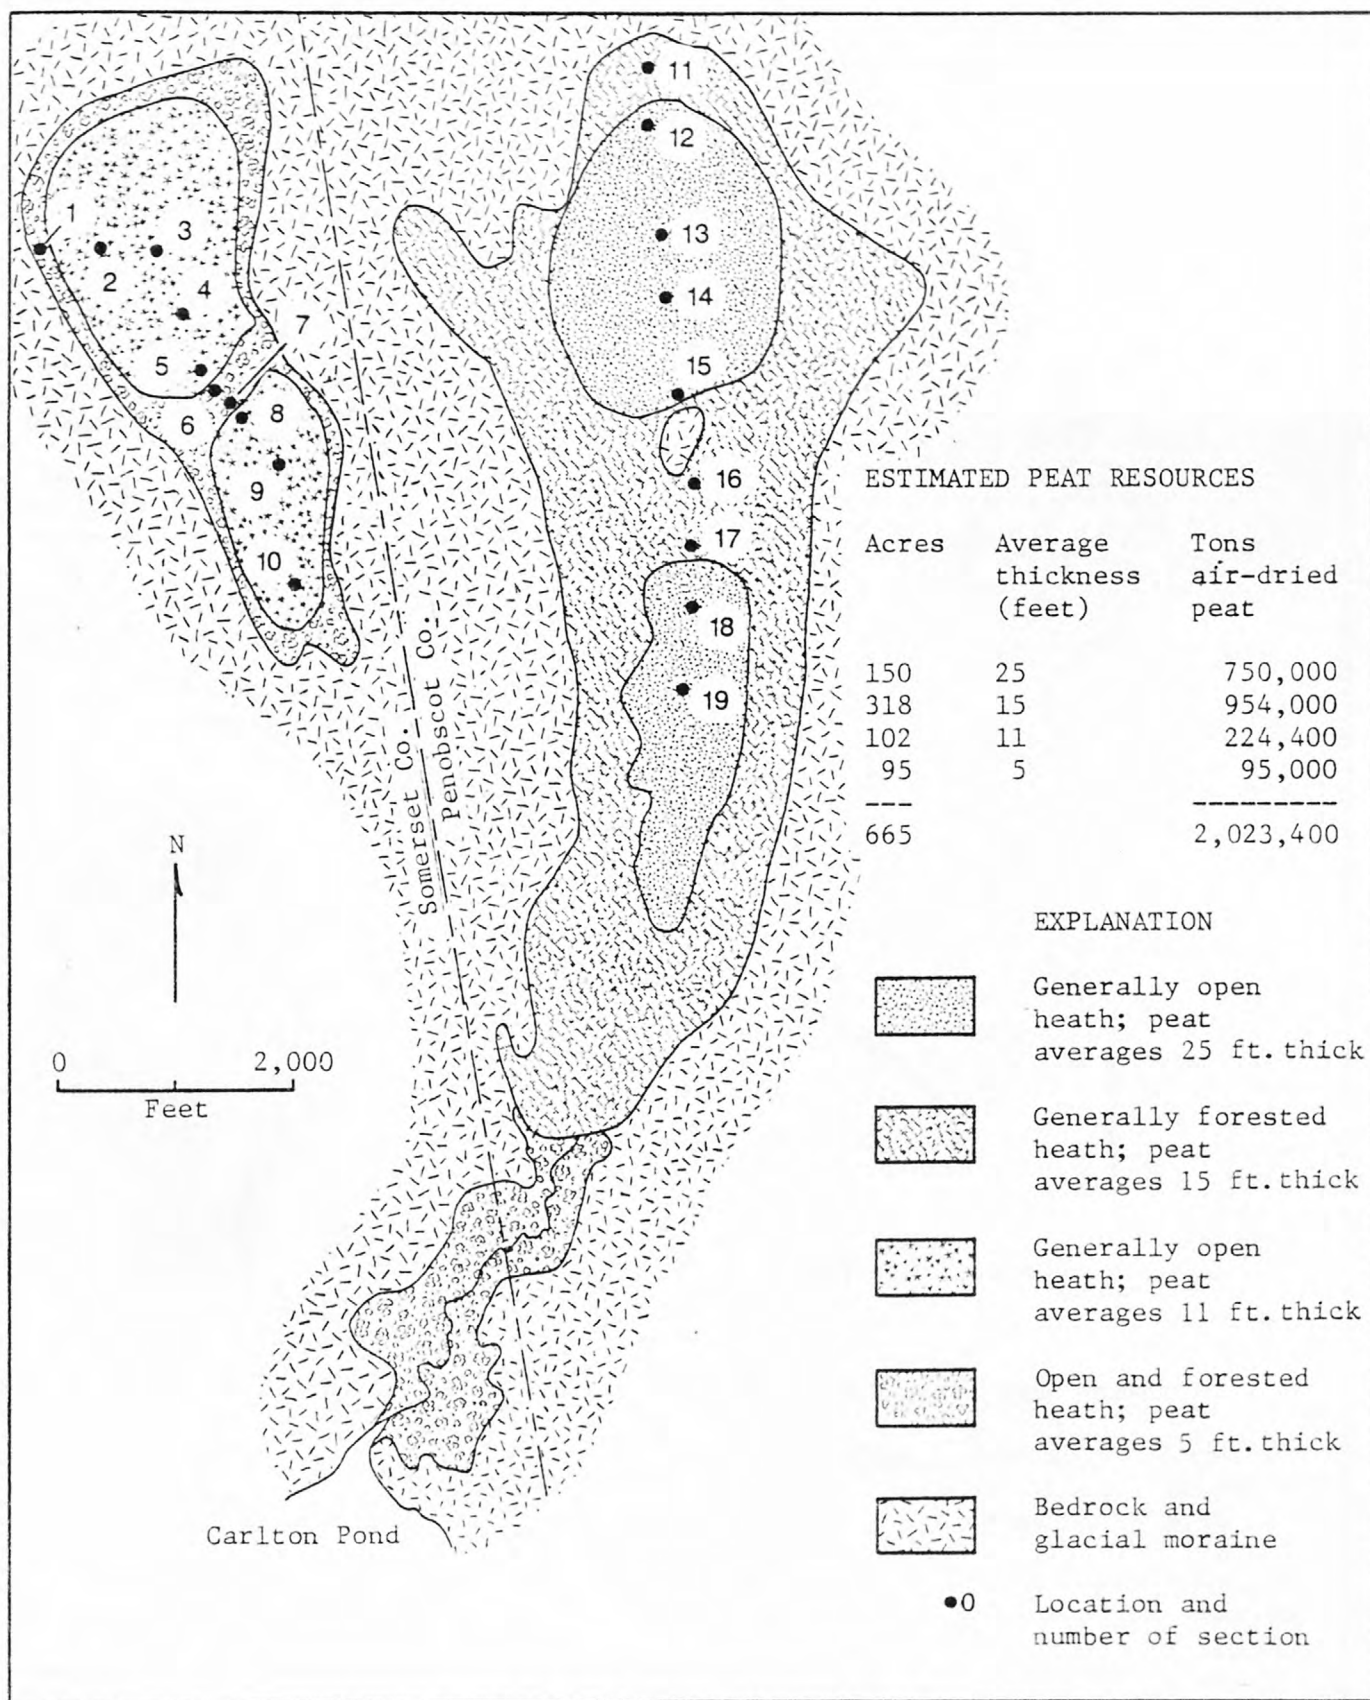 11
12
1
3
13
2
4
14
7
5
15
8
6
16
9
17
10
18
19
Somerset Co.
Penobscot Co.
ESTIMATED PEAT RESOURCES
Acres Average Tons
thickness air-dried
(feet) peat
150 25 750,000
318 15 954,000
102 11 224,400
95 5 95,000
--- ---------
665 2,023,400
N
0 2,000
Feet
Carlton Pond
EXPLANATION
Generally open
heath; peat
averages 25 ft. thick
Generally forested
heath; peat
averages 15 ft. thick
Generally open
heath; peat
averages 11 ft. thick
Open and forested
heath; peat
averages 5 ft. thick
Bedrock and
glacial moraine
0 Location and
number of section